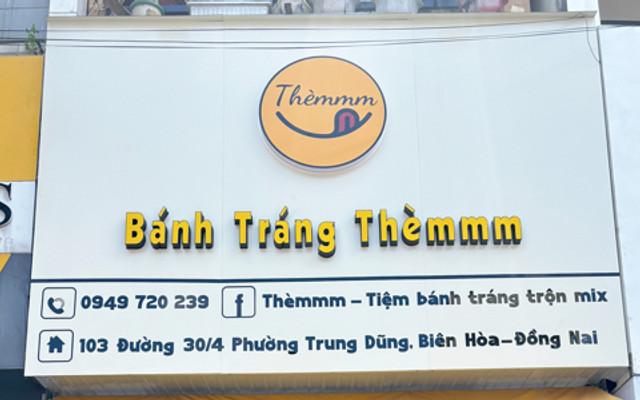 Thèmmm
Bánh Tráng Thèmmm
0949 720 239 Thèmmm – Tiệm bánh tráng trộn mix
103 Đường 30/4 Phường Trung Dũng, Biên Hòa–Đồng Nai
S